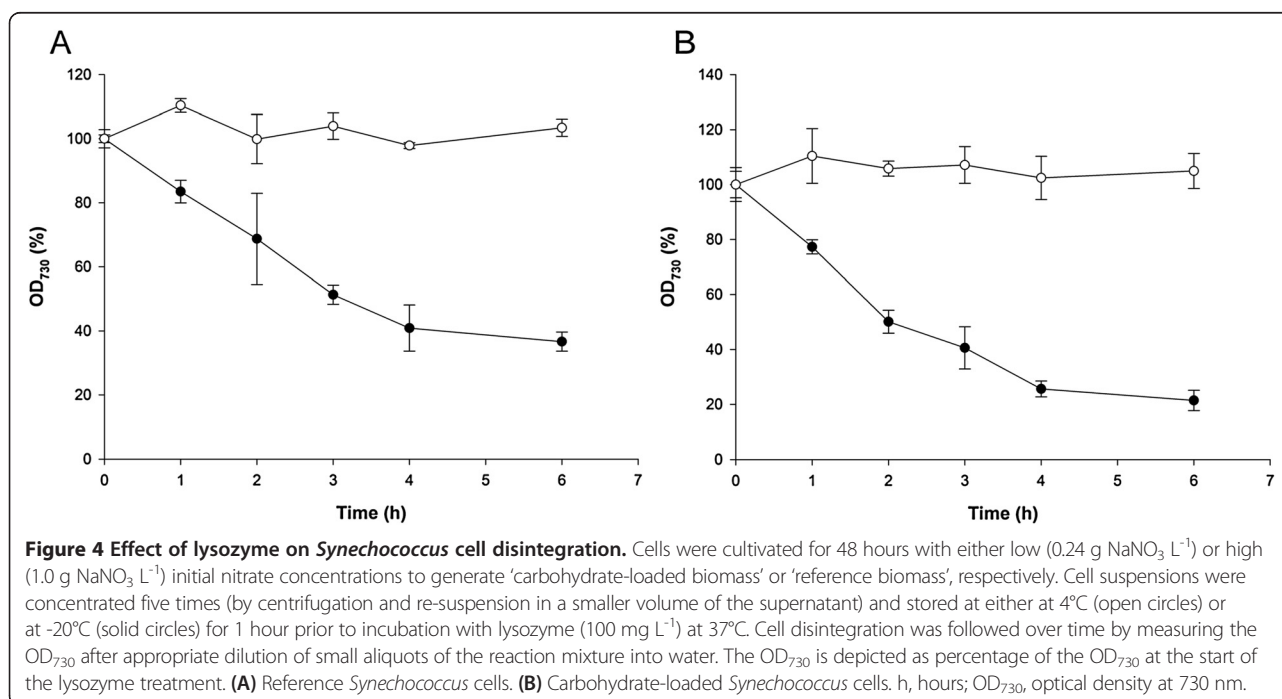 A
B
120
100
80
60
40
20
0
OD730 (%)
0 1 2 3 4 5 6 7
Time (h)
140
120
100
80
60
40
20
0
OD730 (%)
0 1 2 3 4 5 6 7
Time (h)
Figure 4 Effect of lysozyme on Synechococcus cell disintegration. Cells were cultivated for 48 hours with either low (0.24 g NaNO3 L-1) or high
(1.0 g NaNO3 L-1) initial nitrate concentrations to generate ‘carbohydrate-loaded biomass’ or ‘reference biomass’, respectively. Cell suspensions were
concentrated five times (by centrifugation and re-suspension in a smaller volume of the supernatant) and stored at either at 4°C (open circles) or
at -20°C (solid circles) for 1 hour prior to incubation with lysozyme (100 mg L-1) at 37°C. Cell disintegration was followed over time by measuring the
OD730 after appropriate dilution of small aliquots of the reaction mixture into water. The OD730 is depicted as percentage of the OD730 at the start of
the lysozyme treatment. (A) Reference Synechococcus cells. (B) Carbohydrate-loaded Synechococcus cells. h, hours; OD730, optical density at 730 nm.